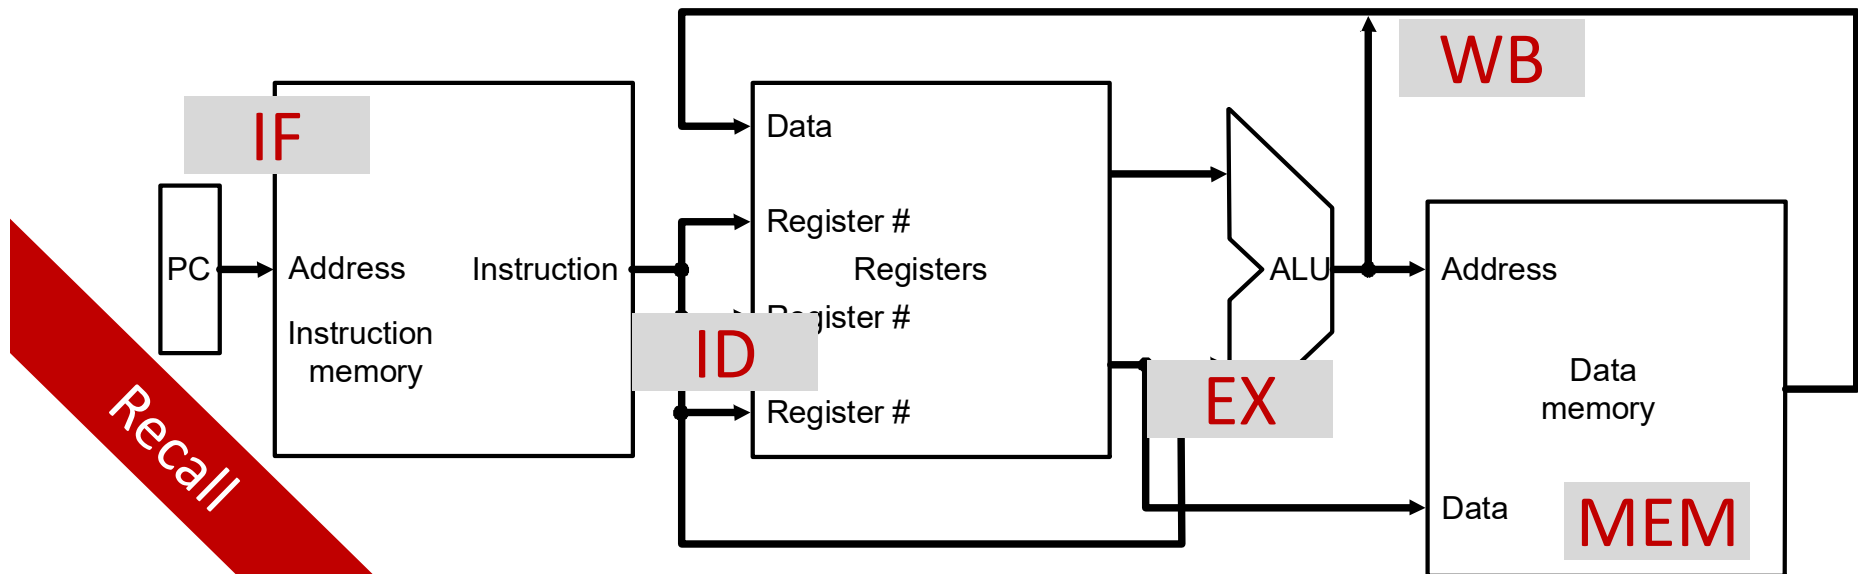 WB
IF
Data
Register #
PC
Address
Instruction
Registers
ALU
Address
Register #
Instruction
memory
ID
Data
memory
EX
Register #
Recall
Data
MEM